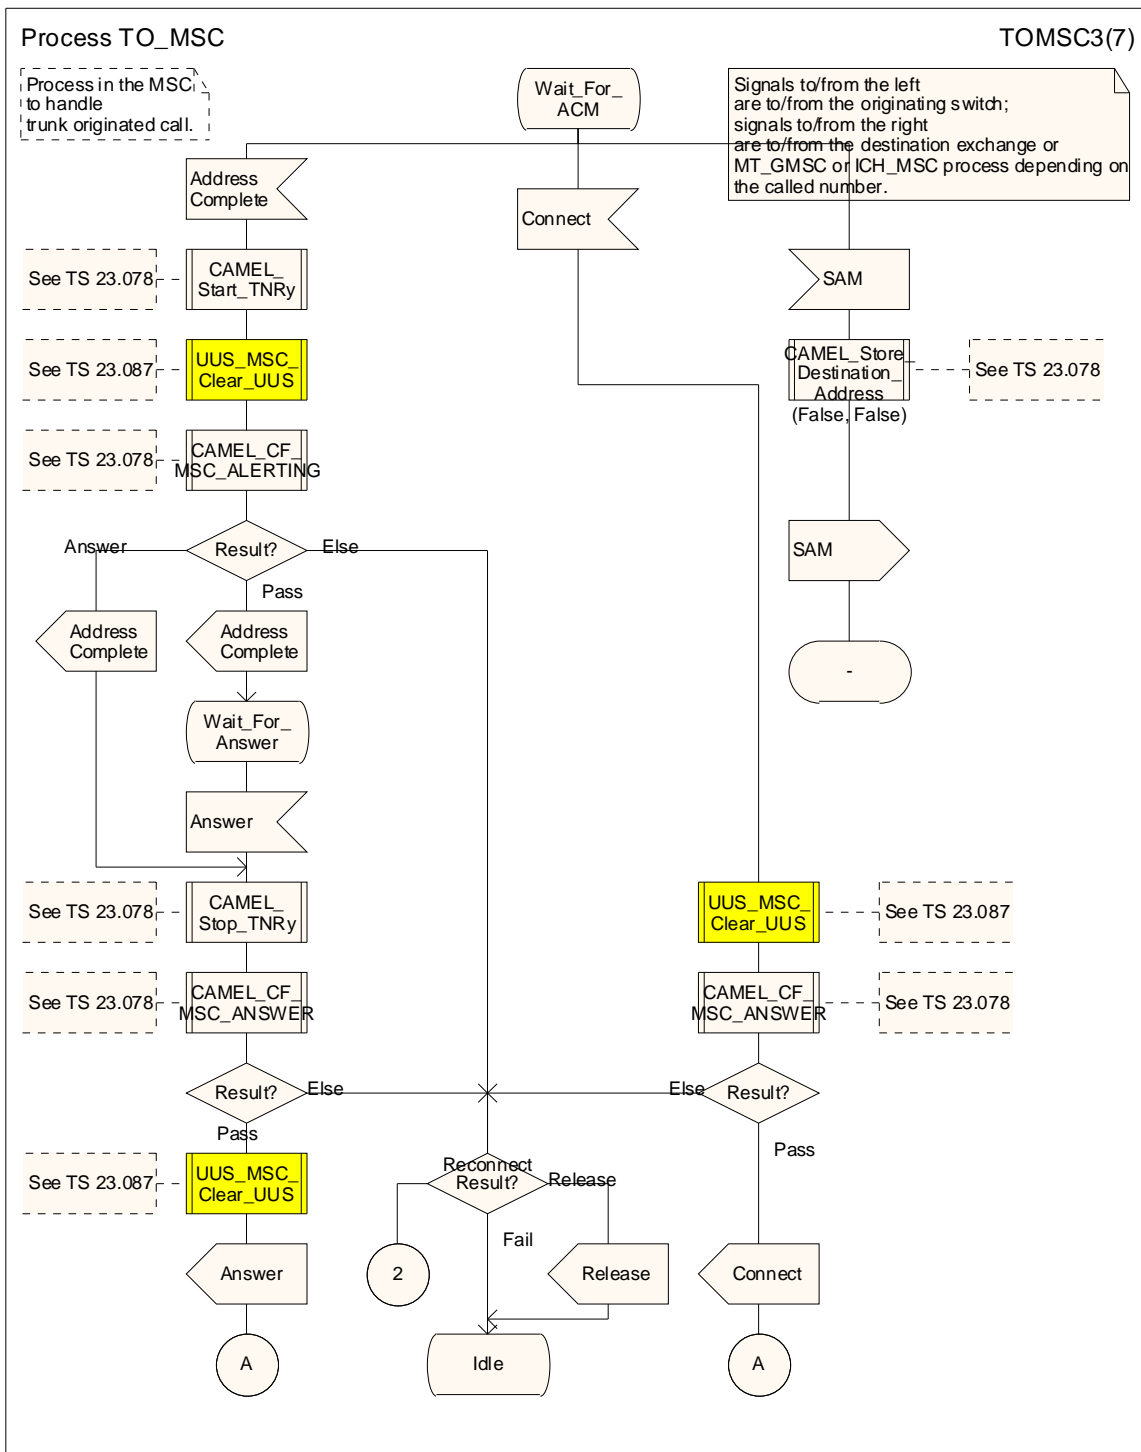 Process TO_MSC
TOMSC3(7)
Process in the MSC
to handle
trunk originated call.
Wait_For_
ACM
Signals to/from the left
are to/from the originating switch;
signals to/from the right
are to/from the destination exchange or
MT_GMSC or ICH_MSC process depending on
the called number.
Address
Complete
Connect
See TS 23.078
CAMEL_
Start_TNRy
SAM
See TS 23.087
UUS_MSC_
Clear_UUS
CAMEL_Store_
Destination_
Address
(False, False)
See TS 23.078
See TS 23.078
CAMEL_CF_
MSC_ALERTING
Answer
Result?
Else
SAM
Pass
Address
Complete
Address
Complete
-
Wait_For_
Answer
Answer
See TS 23.078
CAMEL_
Stop_TNRy
UUS_MSC_
Clear_UUS
See TS 23.087
See TS 23.078
CAMEL_CF_
MSC_ANSWER
CAMEL_CF_
MSC_ANSWER
See TS 23.078
Result?
Else
Else
Result?
Pass
Pass
See TS 23.087
UUS_MSC_
Clear_UUS
Reconnect
Result?
Release
Fail
Answer
2
Release
Connect
A
Idle
A